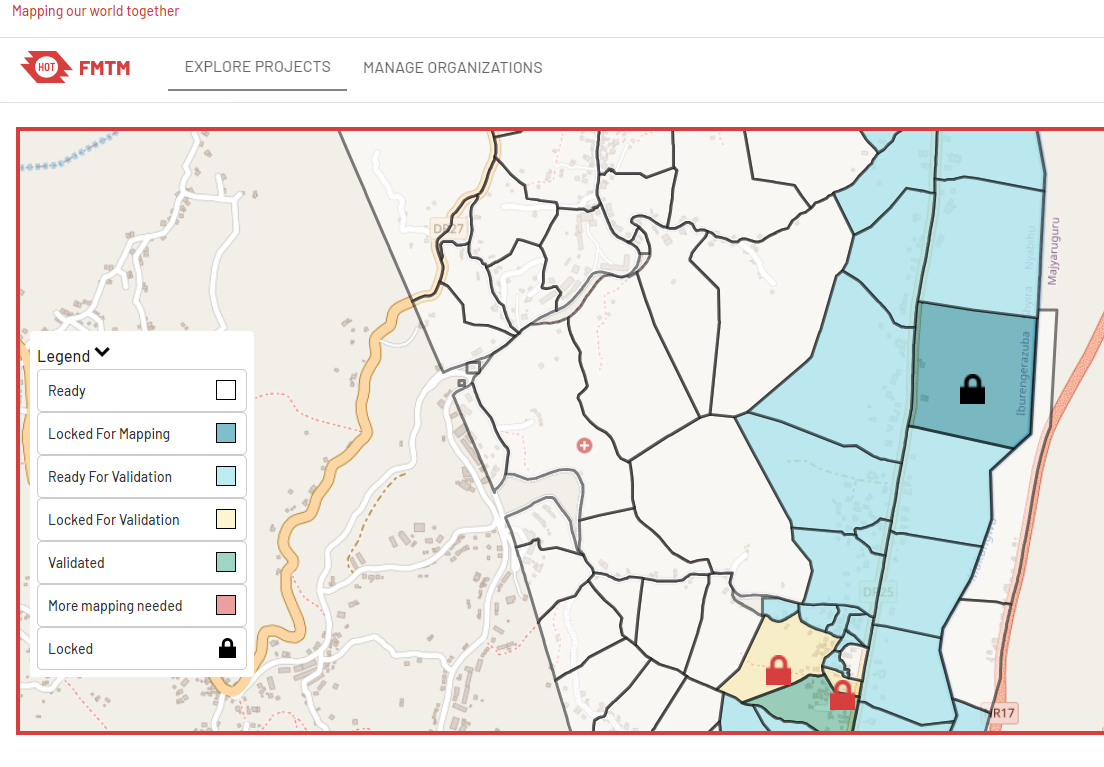 Mapping our world together
HOT
FMTM
EXPLORE PROJECTS
MANAGE ORGANIZATIONS
DR27
Majyaruguru
Nyabihu
Iburengerazuba
Legend
Ready
Locked For Mapping
Ready For Validation
Locked For Validation
Validated
More mapping needed
Locked
DR25
R17